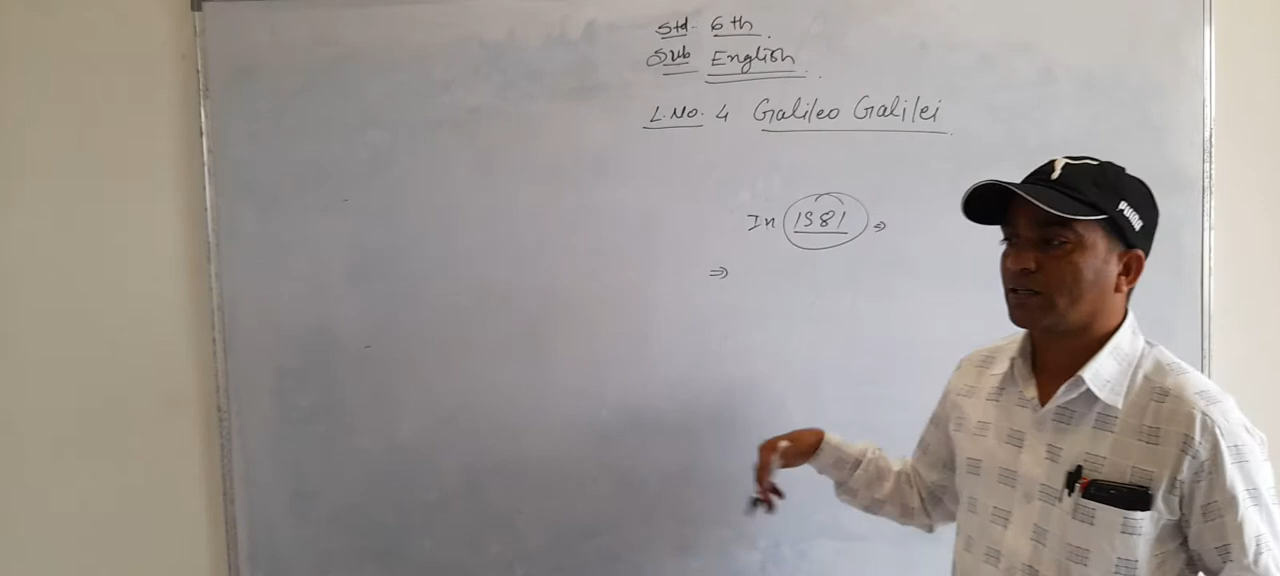 Std. 6th.
Sub English.
L.No. 4 Galileo Galilei.
In 1581 ⇒
⇒
PUMA